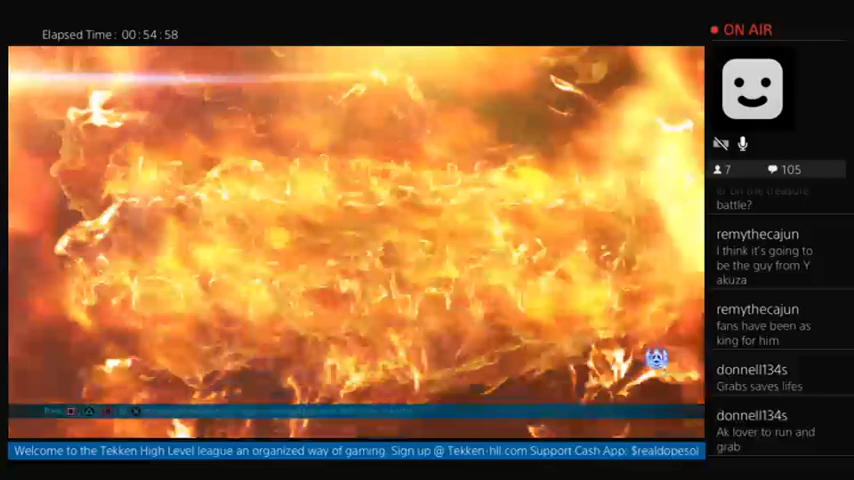 Elapsed Time : 00:54:58
ON AIR
7 105
battle?
remythecajun
I think it's going to
be the guy from Y
akuza
remythecajun
fans have been as
king for him
donnell134s
Grabs saves lifes
donnell134s
Ak lover to run and
grab
Welcome to the Tekken High Level league an organized way of gaming. Sign up @ Tekken-hll.com Support Cash App: $realdopesol